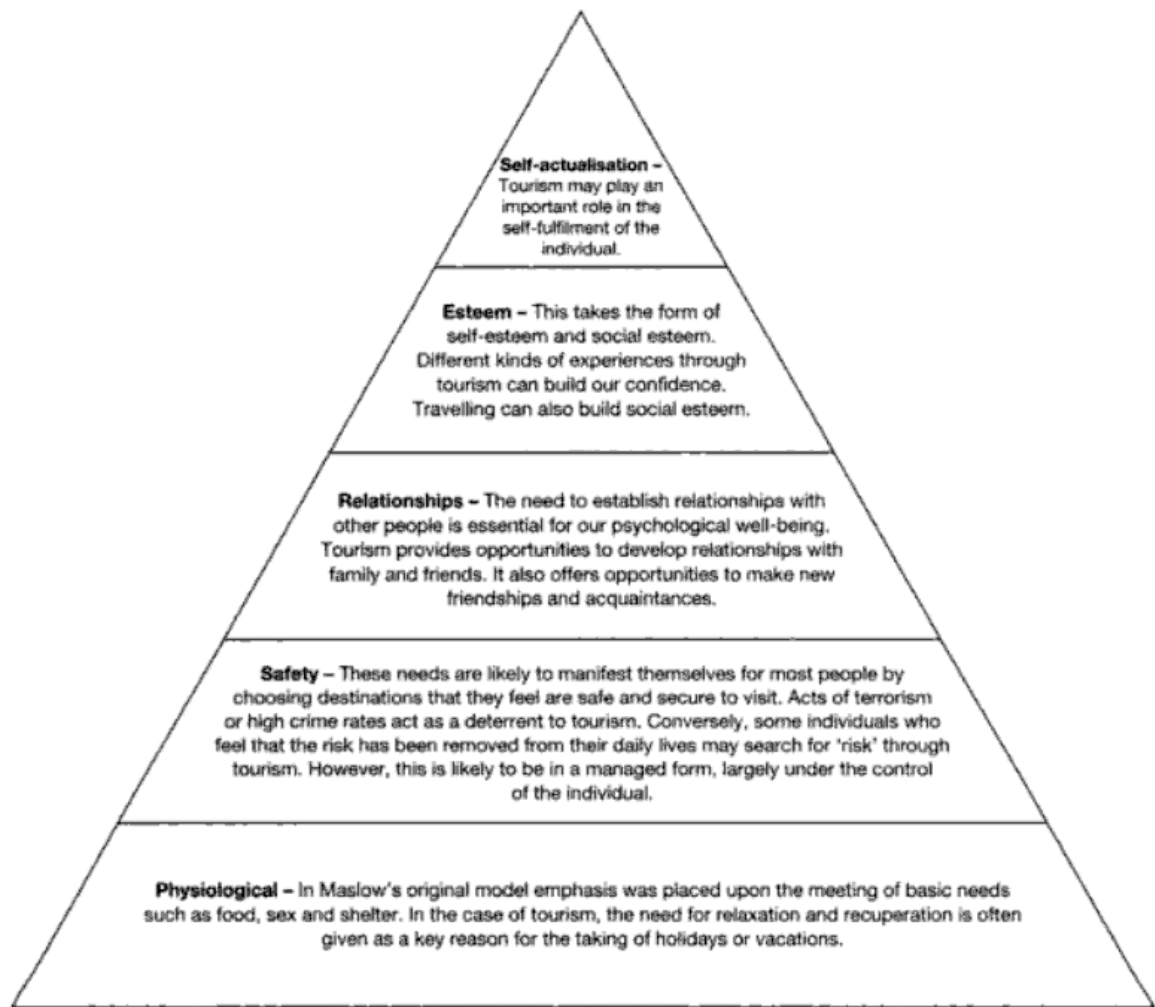 Self-actualisation –
Tourism may play an
important role in the
self-fulfilment of the
individual.
Esteem – This takes the form of
self-esteem and social esteem.
Different kinds of experiences through
tourism can build our confidence.
Travelling can also build social esteem.
Relationships – The need to establish relationships with
other people is essential for our psychological well-being.
Tourism provides opportunities to develop relationships with
family and friends. It also offers opportunities to make new
friendships and acquaintances.
Safety – These needs are likely to manifest themselves for most people by
choosing destinations that they feel are safe and secure to visit. Acts of terrorism
or high crime rates act as a deterrent to tourism. Conversely, some individuals who
feel that the risk has been removed from their daily lives may search for ‘risk’ through
tourism. However, this is likely to be in a managed form, largely under the control
of the individual.
Physiological – In Maslow’s original model emphasis was placed upon the meeting of basic needs
such as food, sex and shelter. In the case of tourism, the need for relaxation and recuperation is often
given as a key reason for the taking of holidays or vacations.